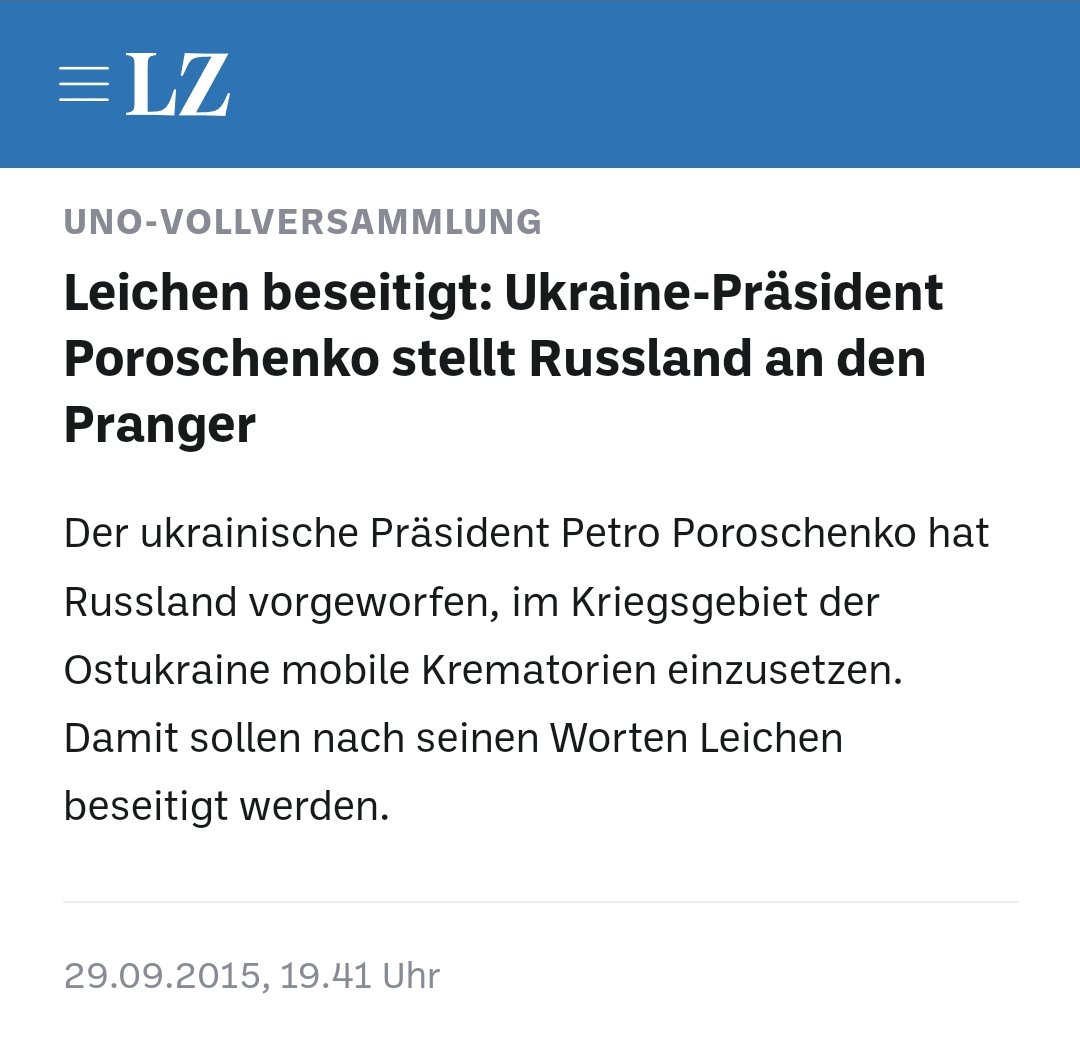 LZ
UNO-VOLLVERSAMMLUNG
Leichen beseitigt: Ukraine-Präsident
Poroschenko stellt Russland an den
Pranger
Der ukrainische Präsident Petro Poroschenko hat
Russland vorgeworfen, im Kriegsgebiet der
Ostukraine mobile Krematorien einzusetzen.
Damit sollen nach seinen Worten Leichen
beseitigt werden.
29.09.2015, 19.41 Uhr